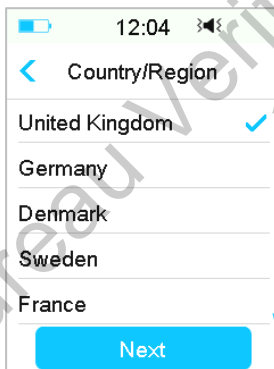 12:04
Country/Region
United Kingdom
Germany
Denmark
Sweden
France
Next